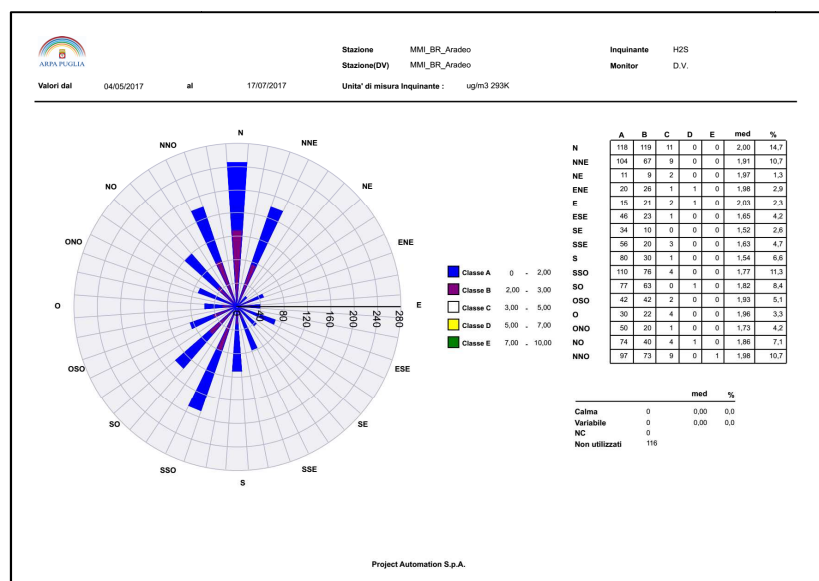 Stazione MMI_BR_Aradeo Inquinante H2S
ARPA PUGLIA Stazione(DV) MMI_BR_Aradeo Monitor D.V.
Valori dal 04/05/2017 al 17/07/2017 Unita' di misura Inquinante : ug/m3 293K
N
NNO NNE
NO NE
ONO ENE
O E
OSO ESE
SO SE
SSO SSE
S
40 80 120 160 200 240 280
Classe A 0 - 2,00
Classe B 2,00 - 3,00
Classe C 3,00 - 5,00
Classe D 5,00 - 7,00
Classe E 7,00 - 10,00
A B C D E med %
N 118 119 11 0 0 2,00 14,7
NNE 104 67 9 0 0 1,91 10,7
NE 11 9 2 0 0 1,97 1,3
ENE 20 26 1 1 0 1,98 2,9
E 15 21 2 1 0 2,03 2,3
ESE 46 23 1 0 0 1,65 4,2
SE 34 10 0 0 0 1,52 2,6
SSE 56 20 3 0 0 1,63 4,7
S 80 30 1 0 0 1,54 6,6
SSO 110 76 4 0 0 1,77 11,3
SO 77 63 0 1 0 1,82 8,4
OSO 42 42 2 0 0 1,93 5,1
O 30 22 4 0 0 1,96 3,3
ONO 50 20 1 0 0 1,73 4,2
NO 74 40 4 1 0 1,86 7,1
NNO 97 73 9 0 1 1,98 10,7
med %
Calma 0 0,00 0,0
Variabile 0 0,00 0,0
NC 0
Non utilizzati 116
Project Automation S.p.A.